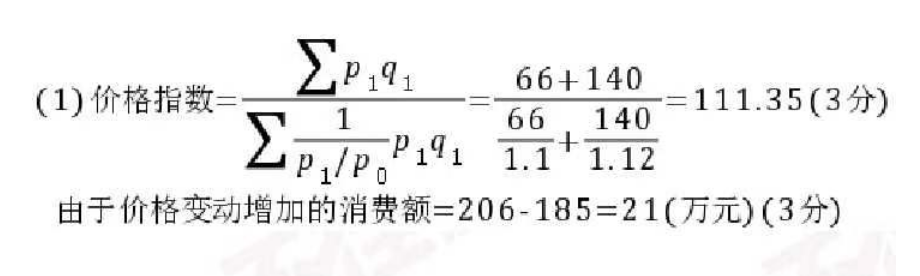 (1)价格指数=∑p₁q₁/∑(1/(p₁/p₀))p₁q₁=(66+140)/(66/1.1+140/1.12)=111.35(3分)
由于价格变动增加的消费额=206-185=21(万元)(3分)